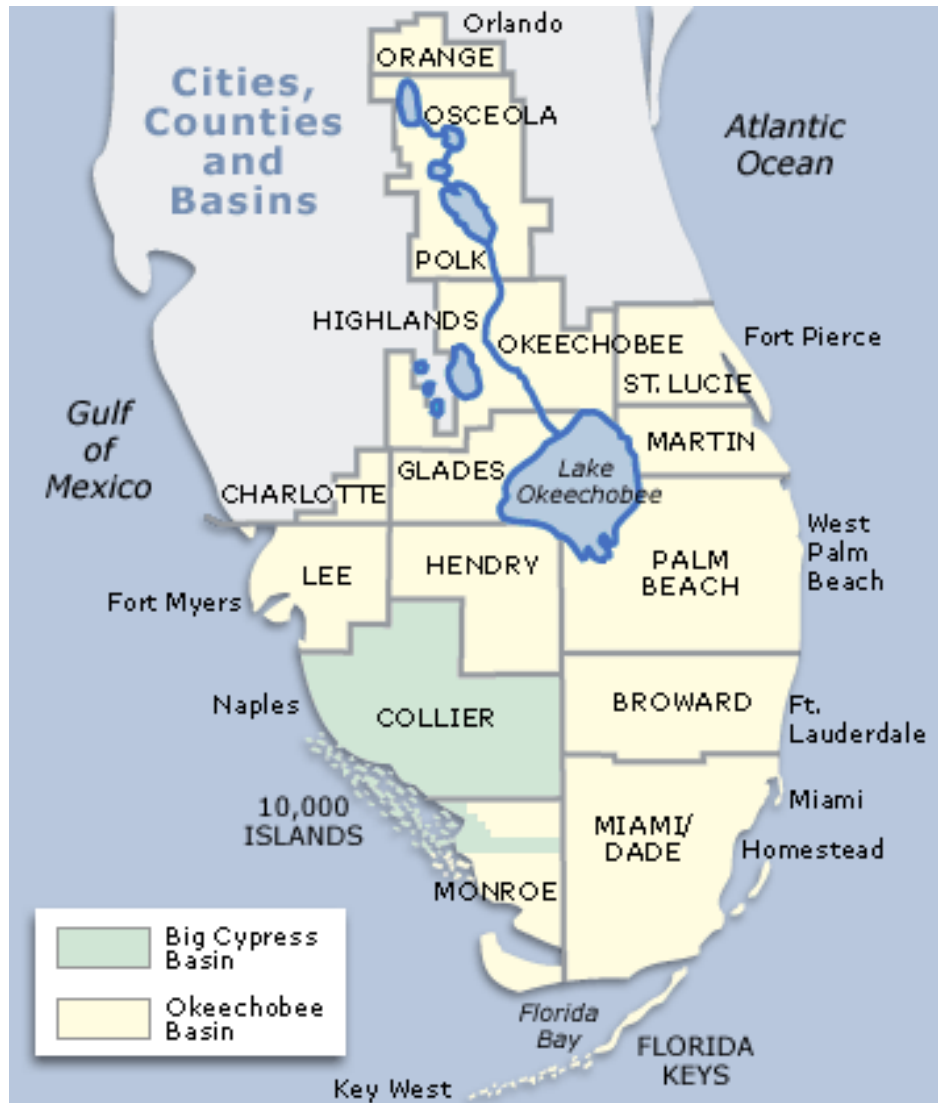 Orlando
ORANGE
Cities,
Counties
and
Basins
OSCEOLA
Atlantic
Ocean
POLK
HIGHLANDS
OKEECHOBEE
Fort Pierce
ST. LUCIE
Gulf
of
Mexico
MARTIN
GLADES
Lake
Okeechobee
CHARLOTTE
West
Palm
Beach
PALM
BEACH
HENDRY
LEE
Fort Myers
Naples
COLLIER
BROWARD
Ft.
Lauderdale
10,000
ISLANDS
Miami
MIAMI/
DADE
Homestead
MONROE
Big Cypress
Basin
Okeechobee
Basin
Florida
Bay
FLORIDA
KEYS
Key West